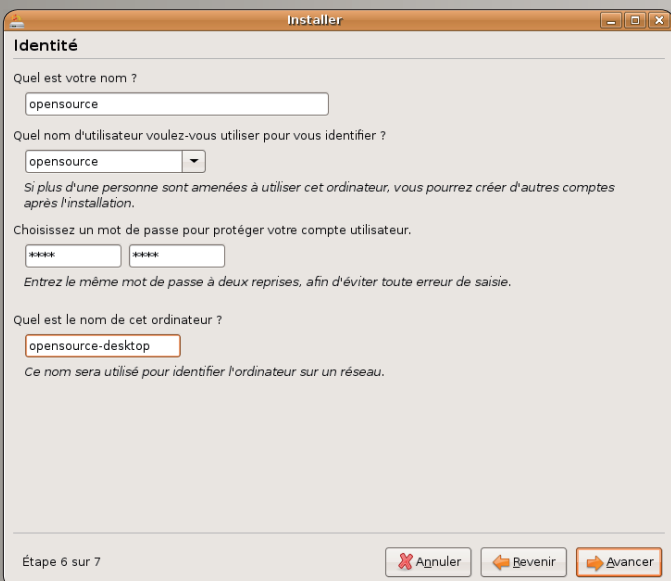 Installer
Identité
Quel est votre nom ?
opensource
Quel nom d'utilisateur voulez-vous utiliser pour vous identifier ?
opensource
Si plus d'une personne sont amenées à utiliser cet ordinateur, vous pourrez créer d'autres comptes
après l'installation.
Choisissez un mot de passe pour protéger votre compte utilisateur.
**** ****
Entrez le même mot de passe à deux reprises, afin d'éviter toute erreur de saisie.
Quel est le nom de cet ordinateur ?
opensource-desktop
Ce nom sera utilisé pour identifier l'ordinateur sur un réseau.
Étape 6 sur 7
Annuler
Revenir
Avancer